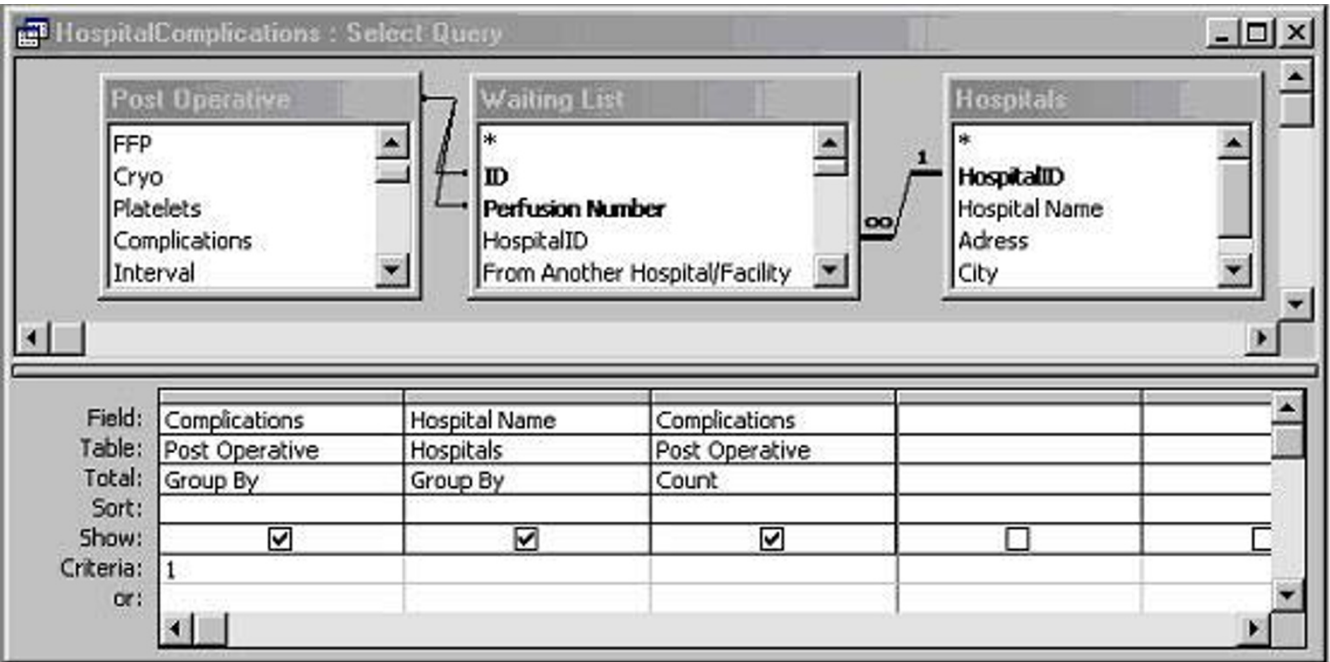 HospitalComplications : Select Query
Post Operative
FFP
Cryo
Platelets
Complications
Interval
Waiting List
*
ID
Perfusion Number
HospitalID
From Another Hospital/Facility
1
∞
Hospitals
*
HospitalID
Hospital Name
Adress
City
Field: Complications Hospital Name Complications
Table: Post Operative Hospitals Post Operative
Total: Group By Group By Count
Sort:
Show:
Criteria: 1
or: